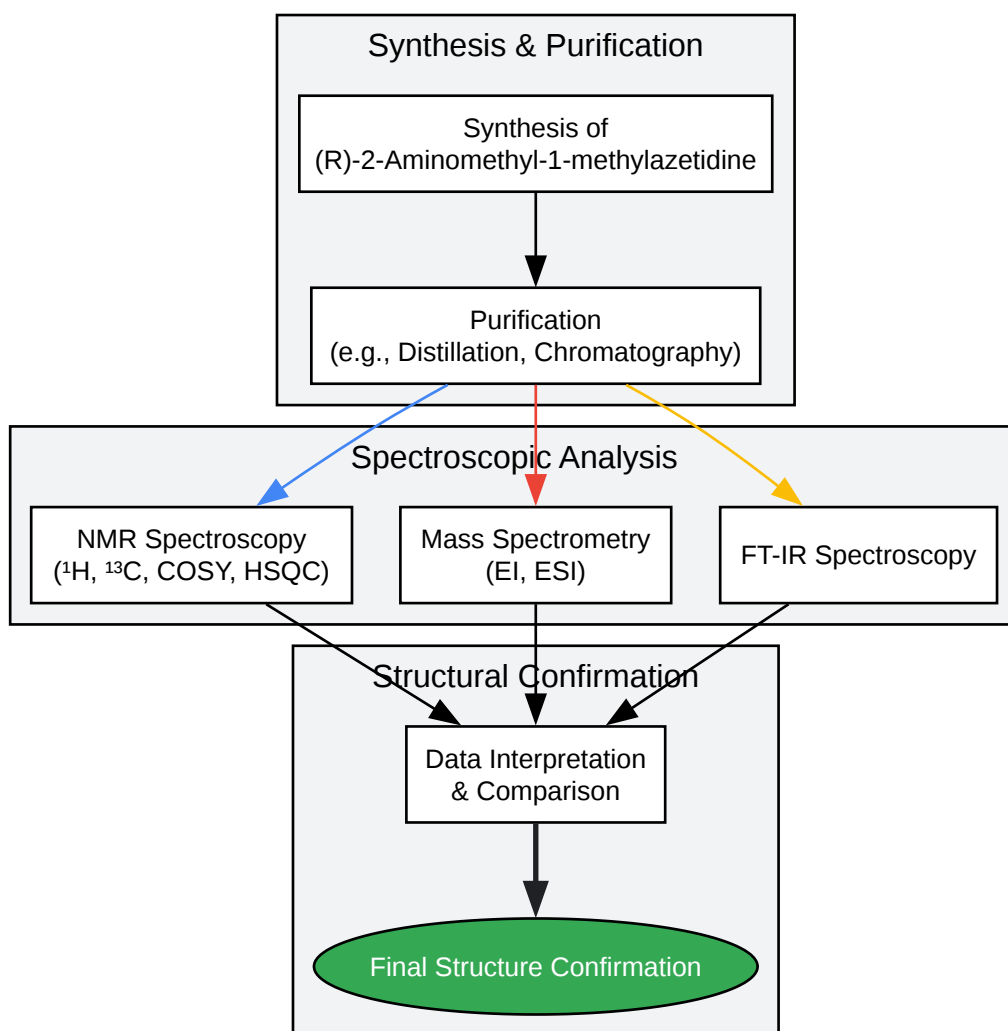 Synthesis & Purification
Synthesis of
(R)-2-Aminomethyl-1-methylazetidine
Purification
(e.g., Distillation, Chromatography)
Spectroscopic Analysis
NMR Spectroscopy
(¹H, ¹³C, COSY, HSQC)
Mass Spectrometry
(EI, ESI)
FT-IR Spectroscopy
Structural Confirmation
Data Interpretation
& Comparison
Final Structure Confirmation